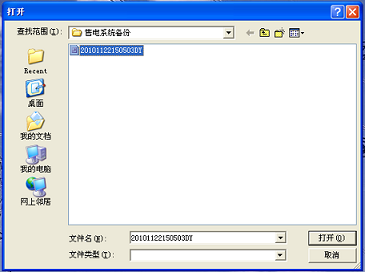 打开
查找范围(I):
售电系统备份
20101122150503DY
Recent
桌面
我的文档
我的电脑
网上邻居
文件名(N):
20101122150503DY
打开(O)
文件类型(T):
取消